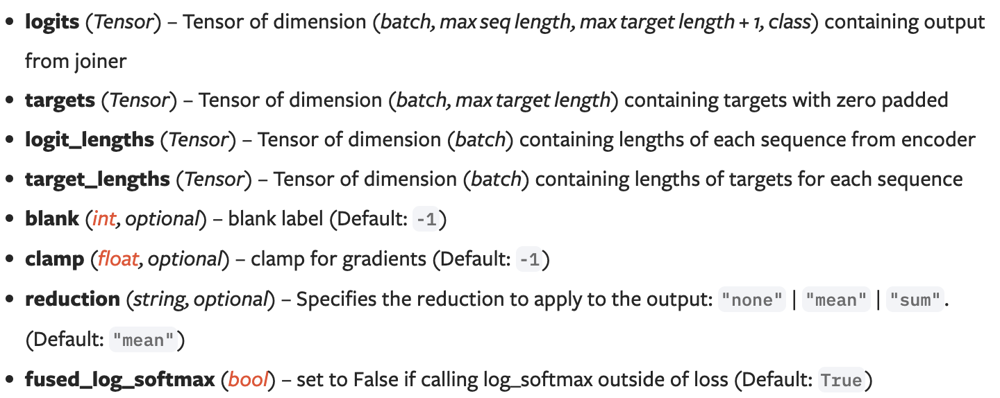 • logits (Tensor) – Tensor of dimension (batch, max seq length, max target length + 1, class) containing output
from joiner
• targets (Tensor) – Tensor of dimension (batch, max target length) containing targets with zero padded
• logit_lengths (Tensor) – Tensor of dimension (batch) containing lengths of each sequence from encoder
• target_lengths (Tensor) – Tensor of dimension (batch) containing lengths of targets for each sequence
• blank (int, optional) – blank label (Default: -1)
• clamp (float, optional) – clamp for gradients (Default: -1)
• reduction (string, optional) – Specifies the reduction to apply to the output: "none" | "mean" | "sum".
(Default: "mean")
• fused_log_softmax (bool) – set to False if calling log_softmax outside of loss (Default: True)